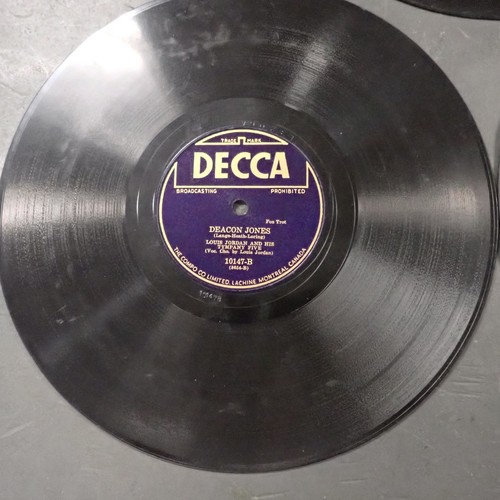 TRADE MARK
DECCA
BROADCASTING PROHIBITED
Fox Trot
DEACON JONES
(Lange-Heath-Loring)
LOUIS JORDAN AND HIS
TYMPANY FIVE
(Voc. Cho. by Louis Jordan)
10147-B
(8654-B)
THE COMPO CO LIMITED, LACHINE MONTREAL, CANADA